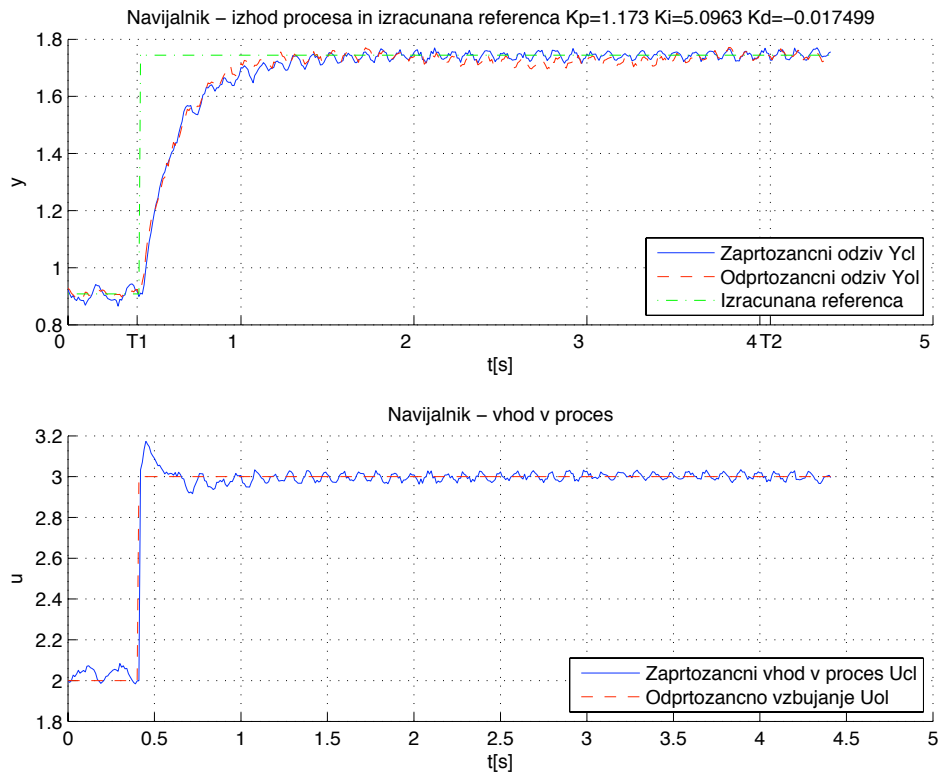 Navijalnik − izhod procesa in izracunana referenca Kp=1.173 Ki=5.0963 Kd=−0.017499
1.8
1.6
1.4
1.2
1
0.8
y
Zaprtozancni odziv Ycl
Odprtozancni odziv Yol
Izracunana referenca
0 T1 1 2 3 4 T2 5
t[s]
Navijalnik − vhod v proces
3.2
3
2.8
2.6
2.4
2.2
2
1.8
u
Zaprtozancni vhod v proces Ucl
Odprtozancno vzbujanje Uol
0 0.5 1 1.5 2 2.5 3 3.5 4 4.5 5
t[s]